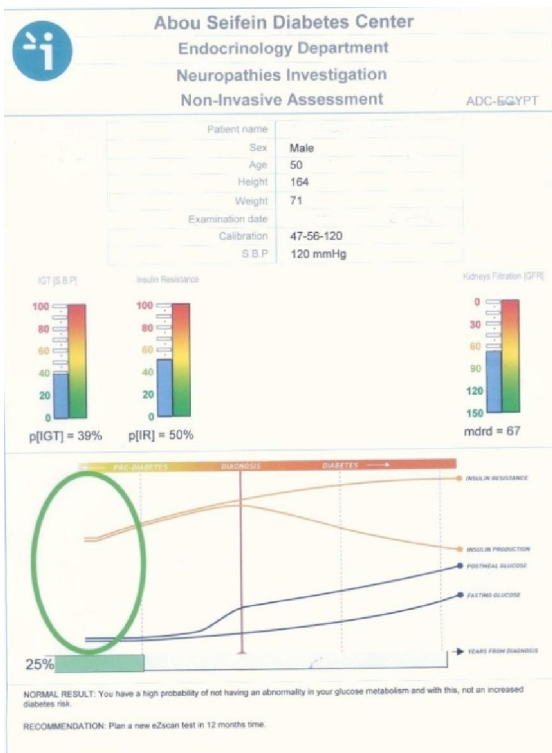 Abou Seifein Diabetes Center
Endocrinology Department
Neuropathies Investigation
Non-Invasive Assessment
ADC-EGYPT
Patient name
Sex Male
Age 50
Height 164
Weight 71
Examination date
Calibration 47-56-120
S.B.P 120 mmHg
IGT [S.B.P]
Insulin Resistance
Kidneys Filtration [GFR]
100
80
60
40
20
0
100
80
60
40
20
0
0
30
60
90
120
150
p[IGT] = 39%
p[IR] = 50%
mdrd = 67
PRE-DIABETES
DIAGNOSIS
DIABETES
INSULIN RESISTANCE
INSULIN PRODUCTION
POSTMEAL GLUCOSE
FASTING GLUCOSE
YEARS FROM DIAGNOSIS
25%
NORMAL RESULT: You have a high probability of not having an abnormality in your glucose metabolism and with this, not an increased
diabetes risk.
RECOMMENDATION: Plan a new eZscan test in 12 months time.